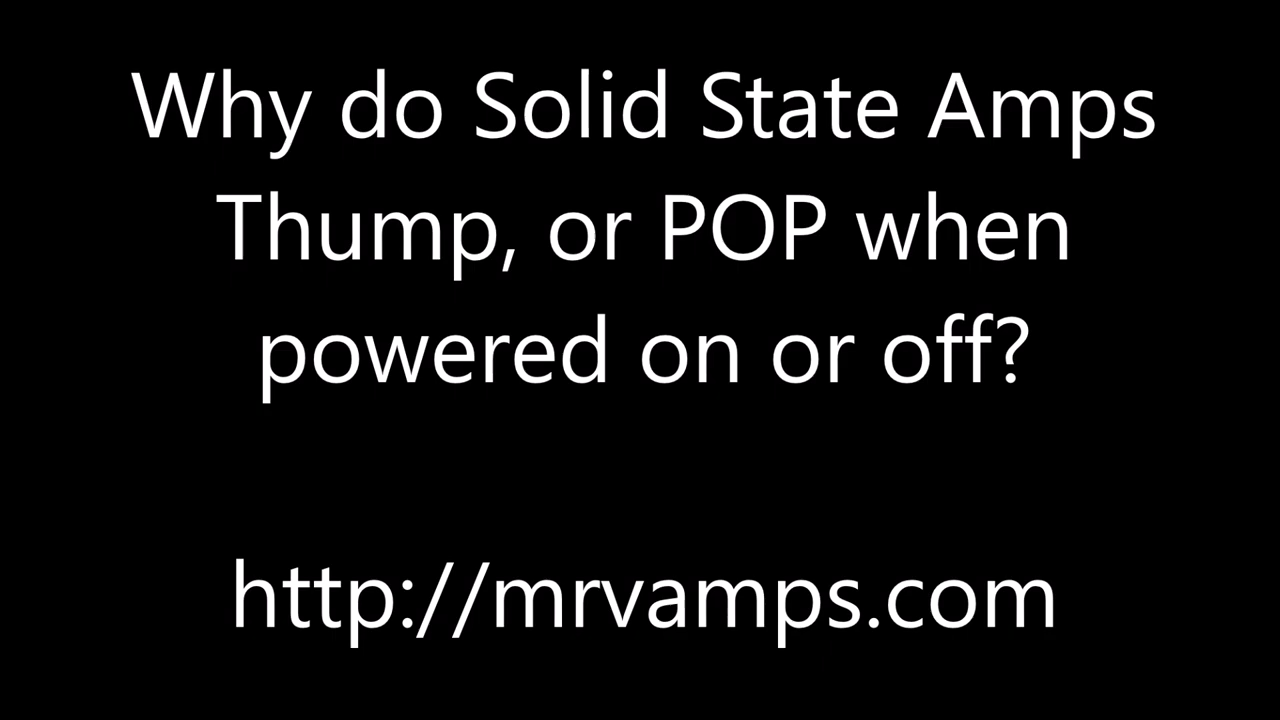 Why do Solid State Amps
Thump, or POP when
powered on or off?
http://mrvamps.com